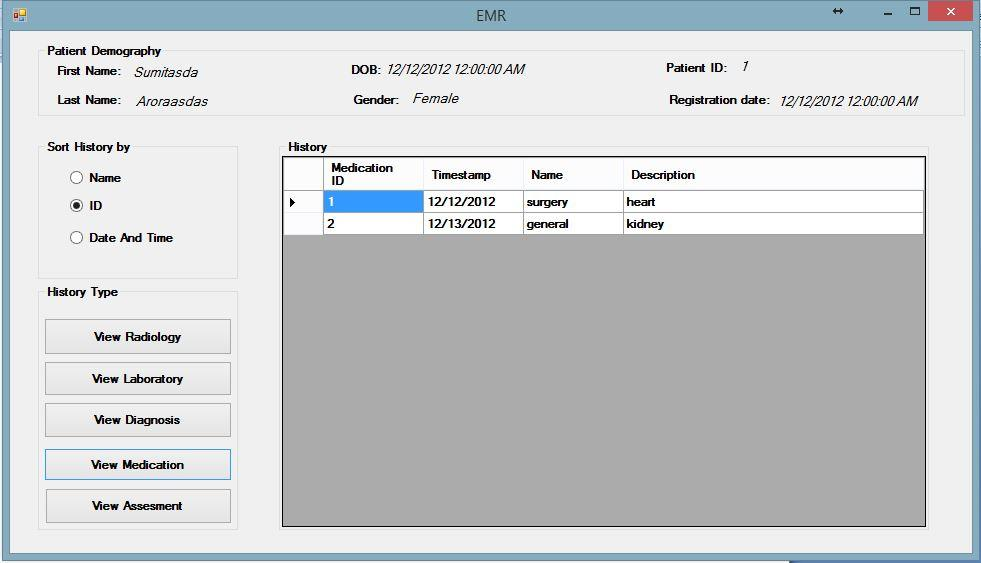 EMR
Patient Demography
First Name: Sumitasda DOB: 12/12/2012 12:00:00 AM Patient ID: 1
Last Name: Aroraasdas Gender: Female Registration date: 12/12/2012 12:00:00 AM
Sort History by
Name
ID
Date And Time
History Type
View Radiology
View Laboratory
View Diagnosis
View Medication
View Assesment
History
Medication
ID Timestamp Name Description
1 12/12/2012 surgery heart
2 12/13/2012 general kidney